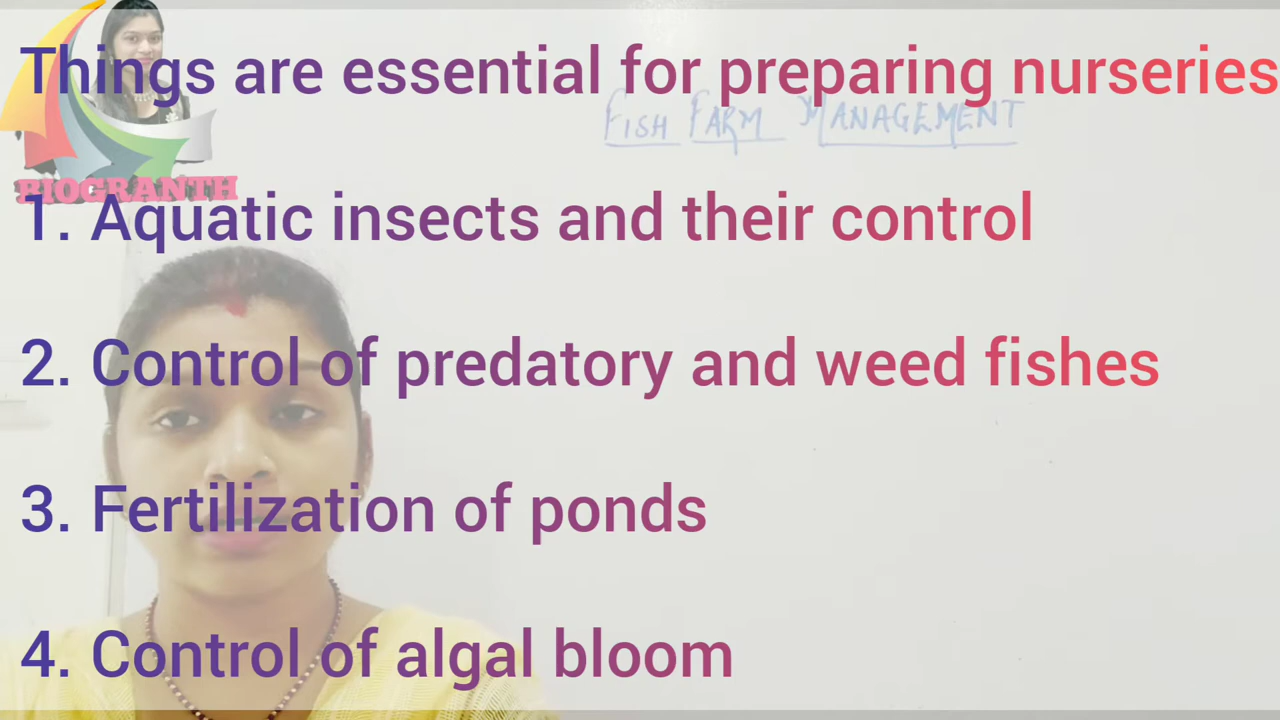 Things are essential for preparing nurseries
FISH FARM MANAGEMENT
BIOGRANTH
1. Aquatic insects and their control
2. Control of predatory and weed fishes
3. Fertilization of ponds
4. Control of algal bloom